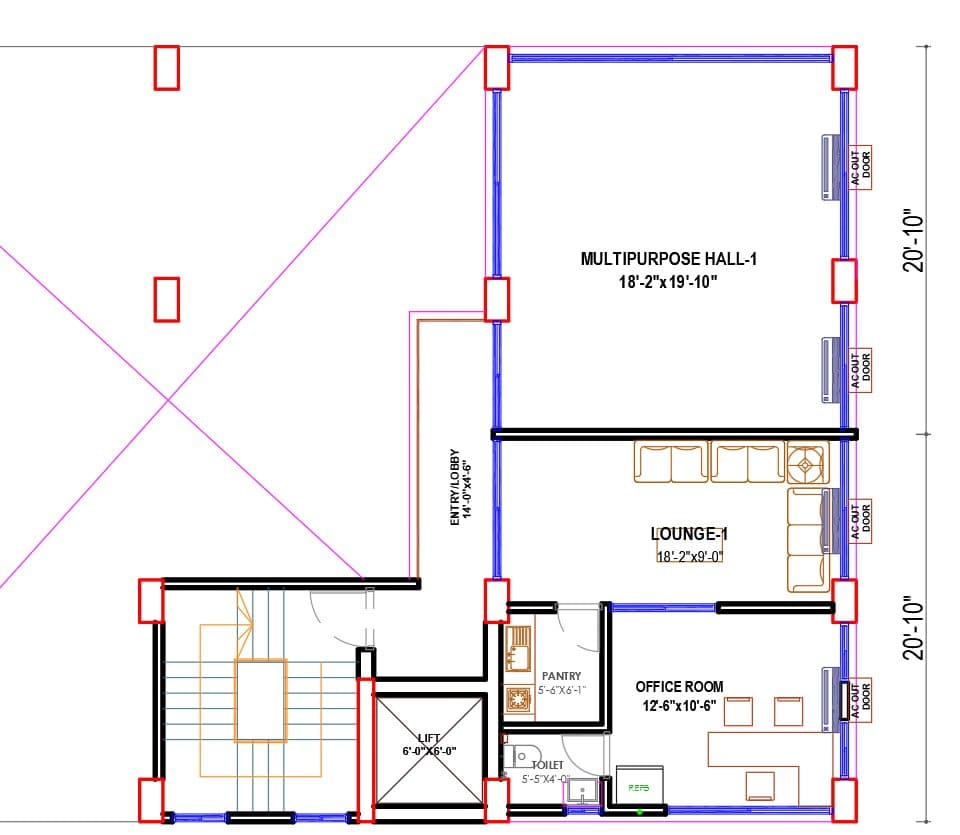 AC OUT
DOOR
20'-10"
MULTIPURPOSE HALL-1
18'-2"x19'-10"
AC OUT
DOOR
ENTRY/LOBBY
14'-0"x4'-6"
LOUNGE-1
18'-2"x9'-0"
AC OUT
DOOR
20'-10"
PANTRY
5'-6"X6'-1"
OFFICE ROOM
12'-6"x10'-6"
AC OUT
DOOR
LIFT
6'-0"X6'-0"
TOILET
5'-5"X4'-0"